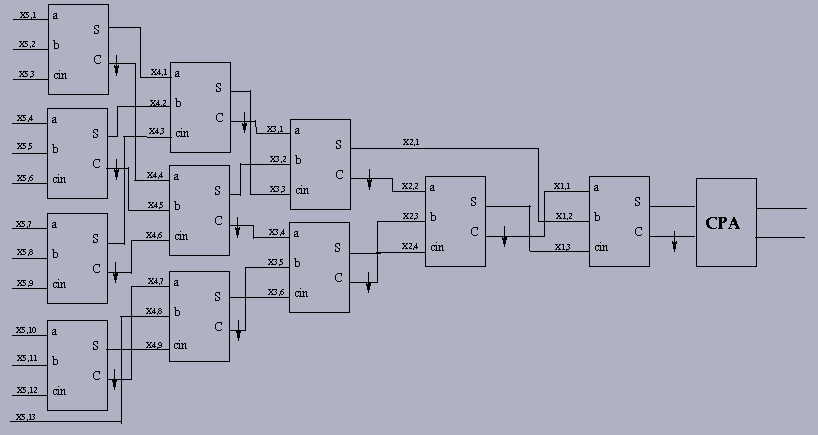 X5,1 a
X5,2 b S
X5,3 cin C
X5,4 a
X5,5 b S
X5,6 cin C
X5,7 a
X5,8 b S
X5,9 cin C
X5,10 a
X5,11 b S
X5,12 cin C
X5,13
X4,1 a
X4,2 b S
X4,3 cin C
X4,4 a
X4,5 b S
X4,6 cin C
X4,7 a
X4,8 b S
X4,9 cin C
X3,1 a
X3,2 b S
X3,3 cin C
X3,4 a
X3,5 b S
X3,6 cin C
X2,1
X2,2 a
X2,3 b S
X2,4 cin C
X1,1 a
X1,2 b S
X1,3 cin C
CPA